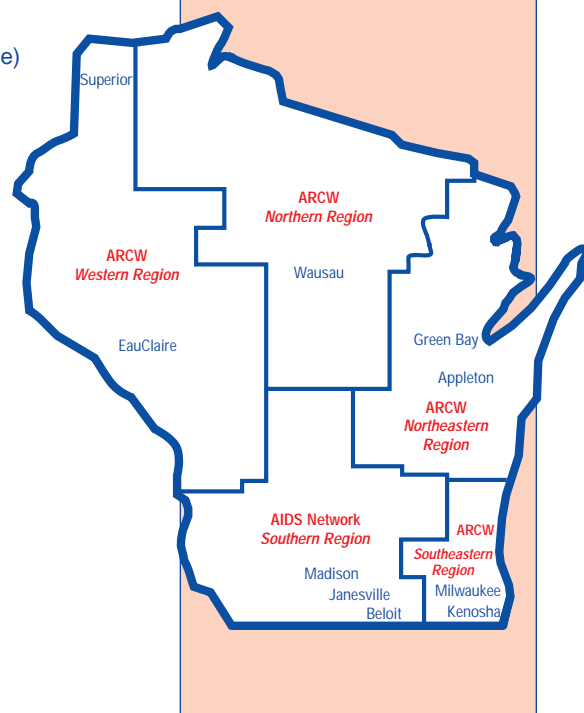 e)
Superior
ARCW
Northern Region
ARCW
Western Region
Wausau
EauClaire
Green Bay
Appleton
ARCW
Northeastern
Region
AIDS Network
Southern Region
ARCW
Southeastern
Region
Madison
Janesville
Beloit
Milwaukee
Kenosha